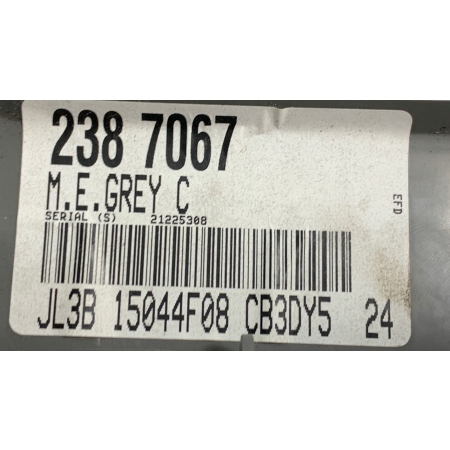 238 7067
M.E.GREY C
SERIAL (S) 21225308
JL3B 15044F08 CB3DY5 24
EFD